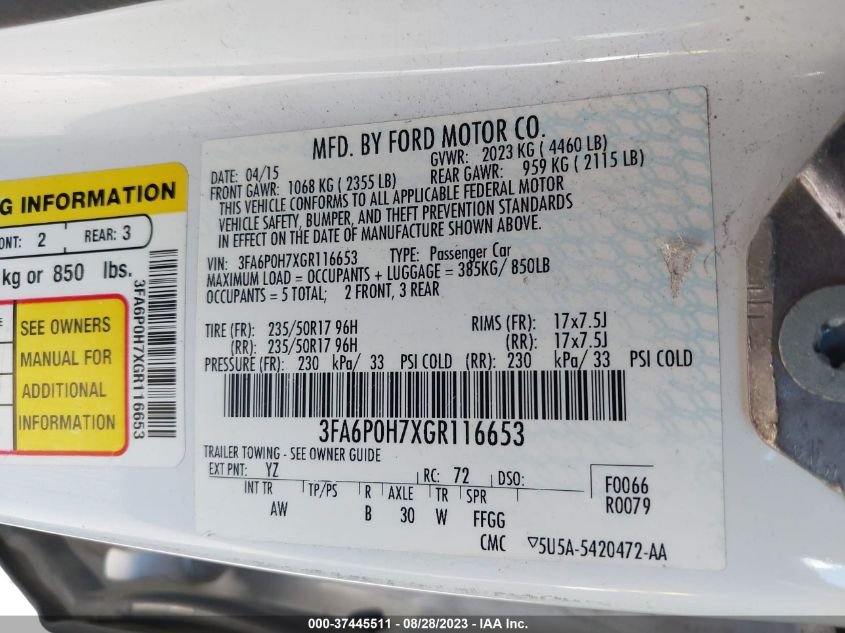 MFD. BY FORD MOTOR CO.
DATE: 04/15 GVWR: 2023 KG ( 4460 LB)
FRONT GAWR: 1068 KG ( 2355 LB) REAR GAWR: 959 KG ( 2115 LB)
THIS VEHICLE CONFORMS TO ALL APPLICABLE FEDERAL MOTOR
VEHICLE SAFETY, BUMPER, AND THEFT PREVENTION STANDARDS
IN EFFECT ON THE DATE OF MANUFACTURE SHOWN ABOVE.
VIN: 3FA6P0H7XGR116653 TYPE: Passenger Car
MAXIMUM LOAD = OCCUPANTS + LUGGAGE = 385KG/ 850LB
OCCUPANTS = 5 TOTAL; 2 FRONT, 3 REAR
TIRE (FR): 235/50R17 96H RIMS (FR): 17x7.5J
(RR): 235/50R17 96H (RR): 17x7.5J
PRESSURE (FR): 230 kPa/ 33 PSI COLD (RR): 230 kPa/ 33 PSI COLD
3FA6P0H7XGR116653
TRAILER TOWING - SEE OWNER GUIDE
EXT PNT: YZ RC: 72 DSO:
INT TR TP/PS R AXLE TR SPR
AW B 30 W FFGG
F0066
R0079
CMC ▽5U5A-5420472-AA
G INFORMATION
ONT: 2 REAR: 3
kg or 850 lbs.
SEE OWNERS
MANUAL FOR
ADDITIONAL
INFORMATION
3FA6P0H7XGR116653
000-37445511 - 08/28/2023 - IAA Inc.